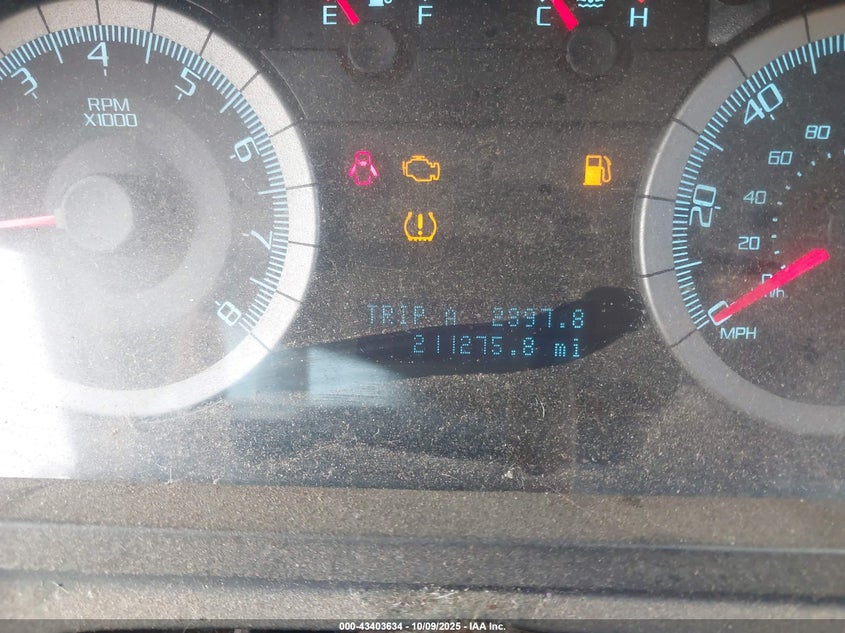 E F C H
3 4 5 6 7 8
RPM
X1000
0 20 40
20 40 60 80
MPH
TRIP A 2397.8
211275.8 mi
000-43403634 - 10/09/2025 - IAA Inc.